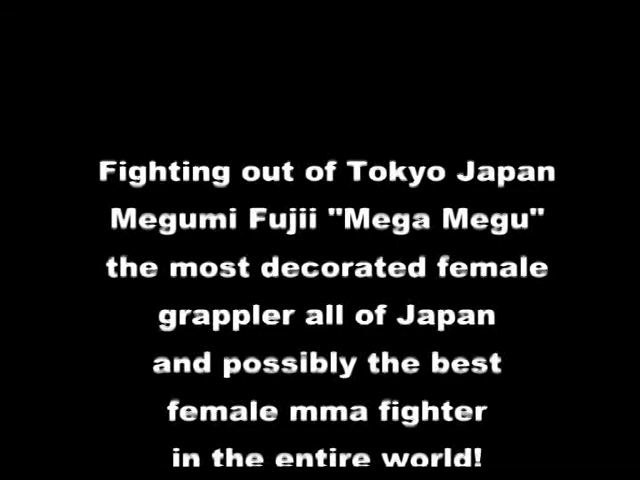 Fighting out of Tokyo Japan
Megumi Fujii "Mega Megu"
the most decorated female
grappler all of Japan
and possibly the best
female mma fighter
in the entire world!